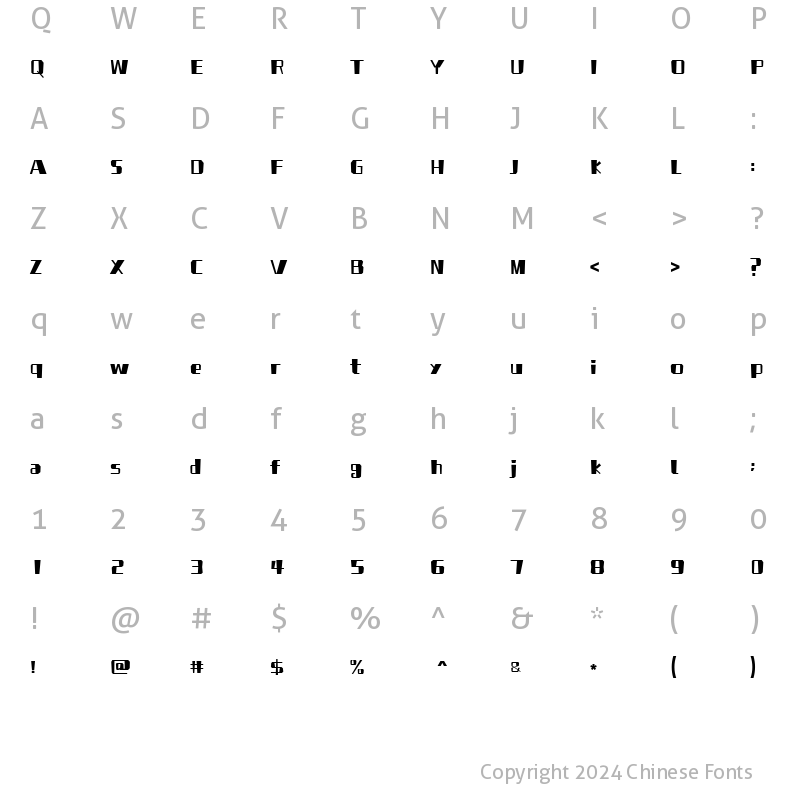 Q W E R T Y U I O P
Q W E R T Y U I O P
A S D F G H J K L :
A S D F G H J k L :
Z X C V B N M < > ?
Z X C V B N M < > ?
q w e r t y u i o p
q w e r t y u i o p
a s d f g h j k l ;
a s d f g h j k l ;
1 2 3 4 5 6 7 8 9 0
1 2 3 4 5 6 7 8 9 0
! @ # $ % ^ & * ( )
! @ # $ % ^ & * ( )
Copyright 2024 Chinese Fonts